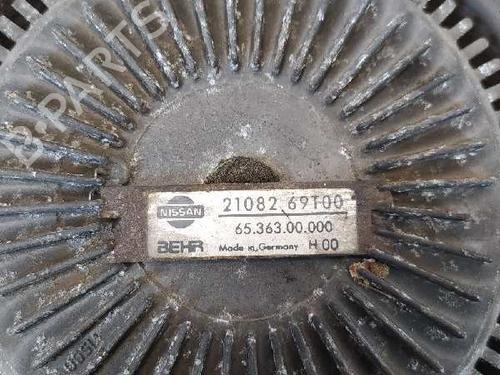 B-PARTS
NISSAN 21082 69T00
65.363.00.000
BEHR Made in Germany H 00